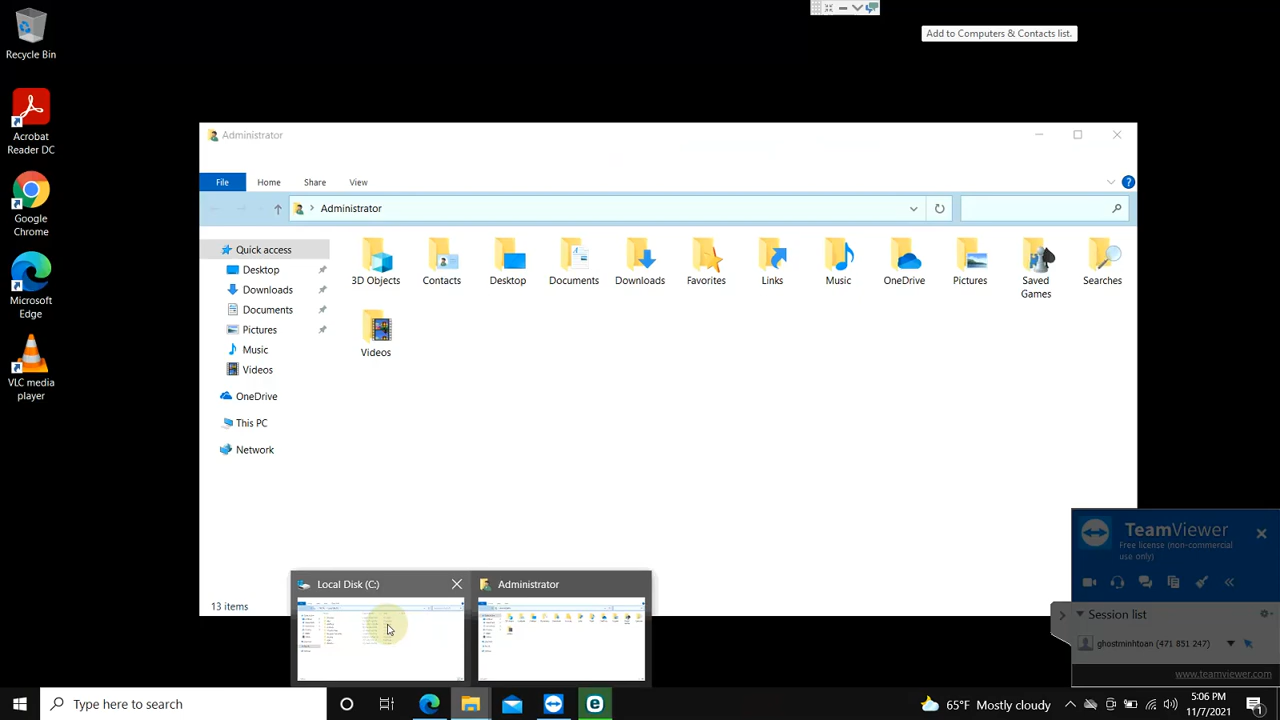 Recycle Bin
Add to Computers & Contacts list.
Acrobat
Reader DC
Google
Chrome
Microsoft
Edge
VLC media
player
Administrator
File
Home
Share
View
Administrator
Quick access
Desktop
Downloads
Documents
Pictures
Music
Videos
OneDrive
This PC
Network
3D Objects
Contacts
Desktop
Documents
Downloads
Favorites
Links
Music
OneDrive
Pictures
Saved
Games
Searches
Videos
13 items
Local Disk (C:)
Administrator
TeamViewer
Free license (non-commercial
use only)
Session list
ghostminhtoan (471 631 247)
www.teamviewer.com
Type here to search
65°F Mostly cloudy
5:06 PM
11/7/2021